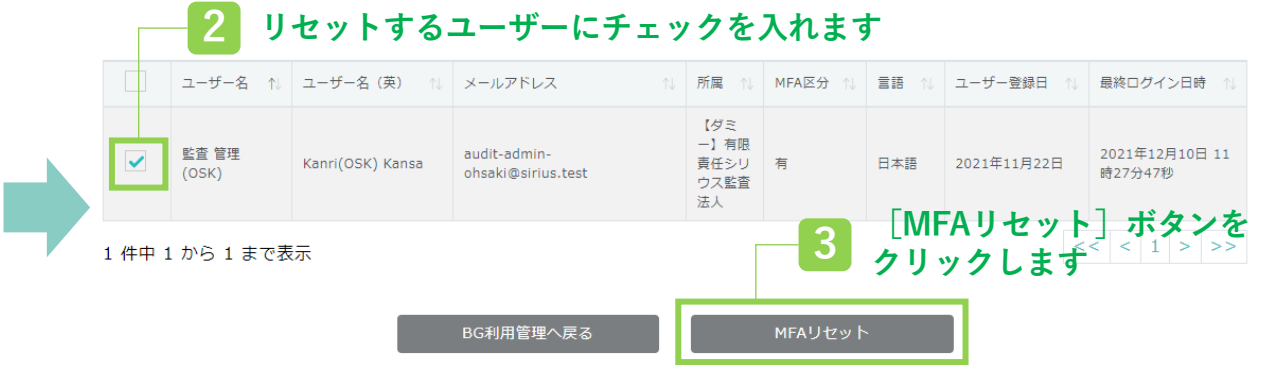 2 リセットするユーザーにチェックを入れます
ユーザー名 ユーザー名（英） メールアドレス 所属 MFA区分 言語 ユーザー登録日 最終ログイン日時
監査 管理
(OSK)
Kanri(OSK) Kansa
audit-admin-
ohsaki@sirius.test
【ダミ
ー】有限
責任シリ
ウス監査
法人
有
日本語
2021年11月22日
2021年12月10日 11
時27分47秒
1 件中 1 から 1 まで表示
3 ［MFAリセット］ボタンを
クリックします
<< < 1 > >>
BG利用管理へ戻る
MFAリセット